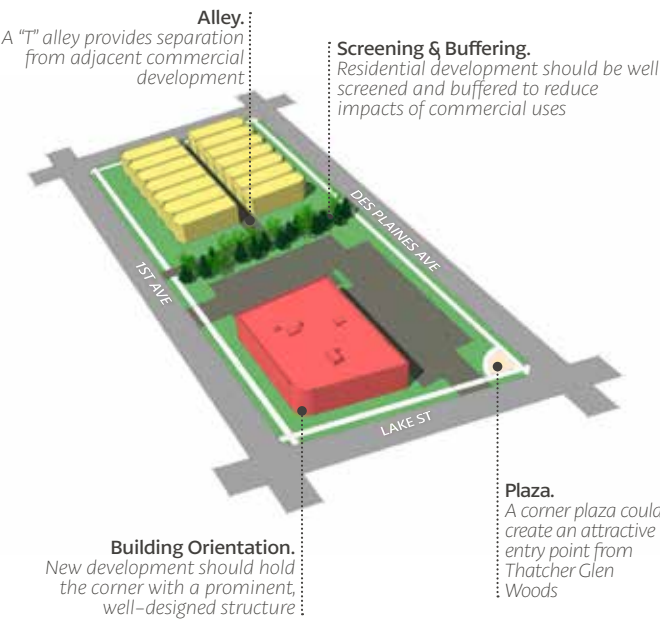 Alley.
A “T” alley provides separation
from adjacent commercial
development
Screening & Buffering.
Residential development should be well
screened and buffered to reduce
impacts of commercial uses
DES PLAINES AVE
1ST AVE
LAKE ST
Building Orientation.
New development should hold
the corner with a prominent,
well–designed structure
Plaza.
A corner plaza could
create an attractive
entry point from
Thatcher Glen
Woods